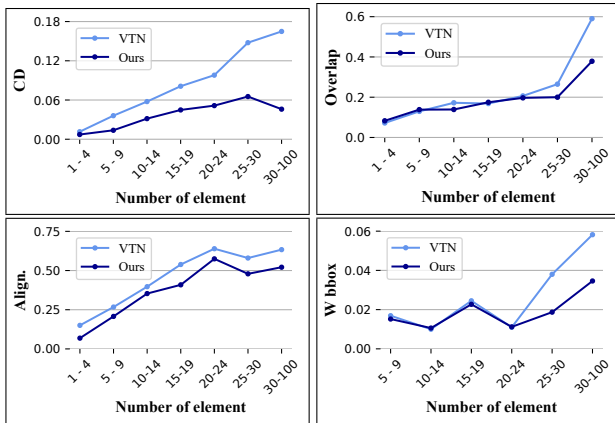 CD
0.18
0.12
0.06
0.00
VTN
Ours
1 - 4
5 - 9
10-14
15-19
20-24
25-30
30-100
Number of element
Overlap
0.6
0.4
0.2
0.0
VTN
Ours
1 - 4
5 - 9
10-14
15-19
20-24
25-30
30-100
Number of element
Align.
0.75
0.50
0.25
0.00
VTN
Ours
1 - 4
5 - 9
10-14
15-19
20-24
25-30
30-100
Number of element
W bbox
0.06
0.04
0.02
0.00
VTN
Ours
5 - 9
10-14
15-19
20-24
25-30
30-100
Number of element